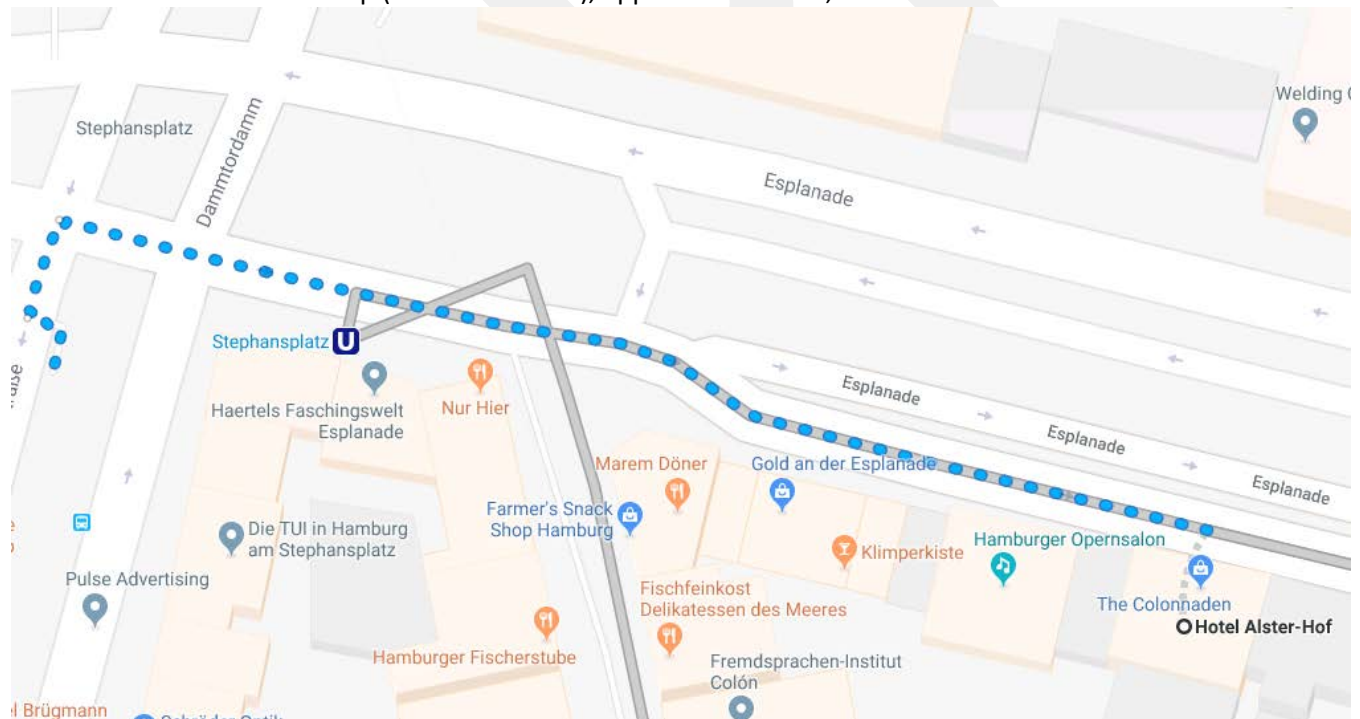 Welding
Stephansplatz
Dammtordamm
Esplanade
Stephansplatz
U
Haertels Faschingswelt
Esplanade
Nur Hier
Esplanade
Esplanade
Esplanade
Marem Döner
Gold an der Esplanade
Farmer's Snack
Shop Hamburg
Die TUI in Hamburg
am Stephansplatz
Klimperkiste
Hamburger Opernsalon
Pulse Advertising
Fischfeinkost
Delikatessen des Meeres
The Colonnaden
Hotel Alster-Hof
Hamburger Fischerstube
Fremdsprachen-Institut
Colón
Brügmann